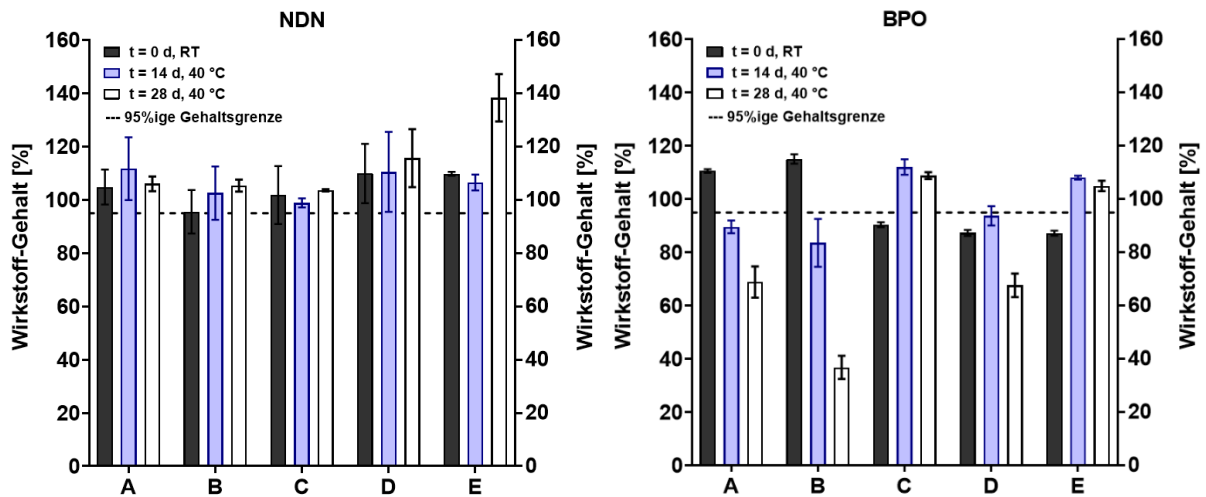 NDN
Wirkstoff-Gehalt [%]
160
140
120
100
80
60
40
20
0
t = 0 d, RT
t = 14 d, 40 °C
t = 28 d, 40 °C
95%ige Gehaltsgrenze
A B C D E
160
140
120
100
80
60
40
20
0
Wirkstoff-Gehalt [%]
BPO
Wirkstoff-Gehalt [%]
160
140
120
100
80
60
40
20
0
t = 0 d, RT
t = 14 d, 40 °C
t = 28 d, 40 °C
95%ige Gehaltsgrenze
A B C D E
160
140
120
100
80
60
40
20
0
Wirkstoff-Gehalt [%]